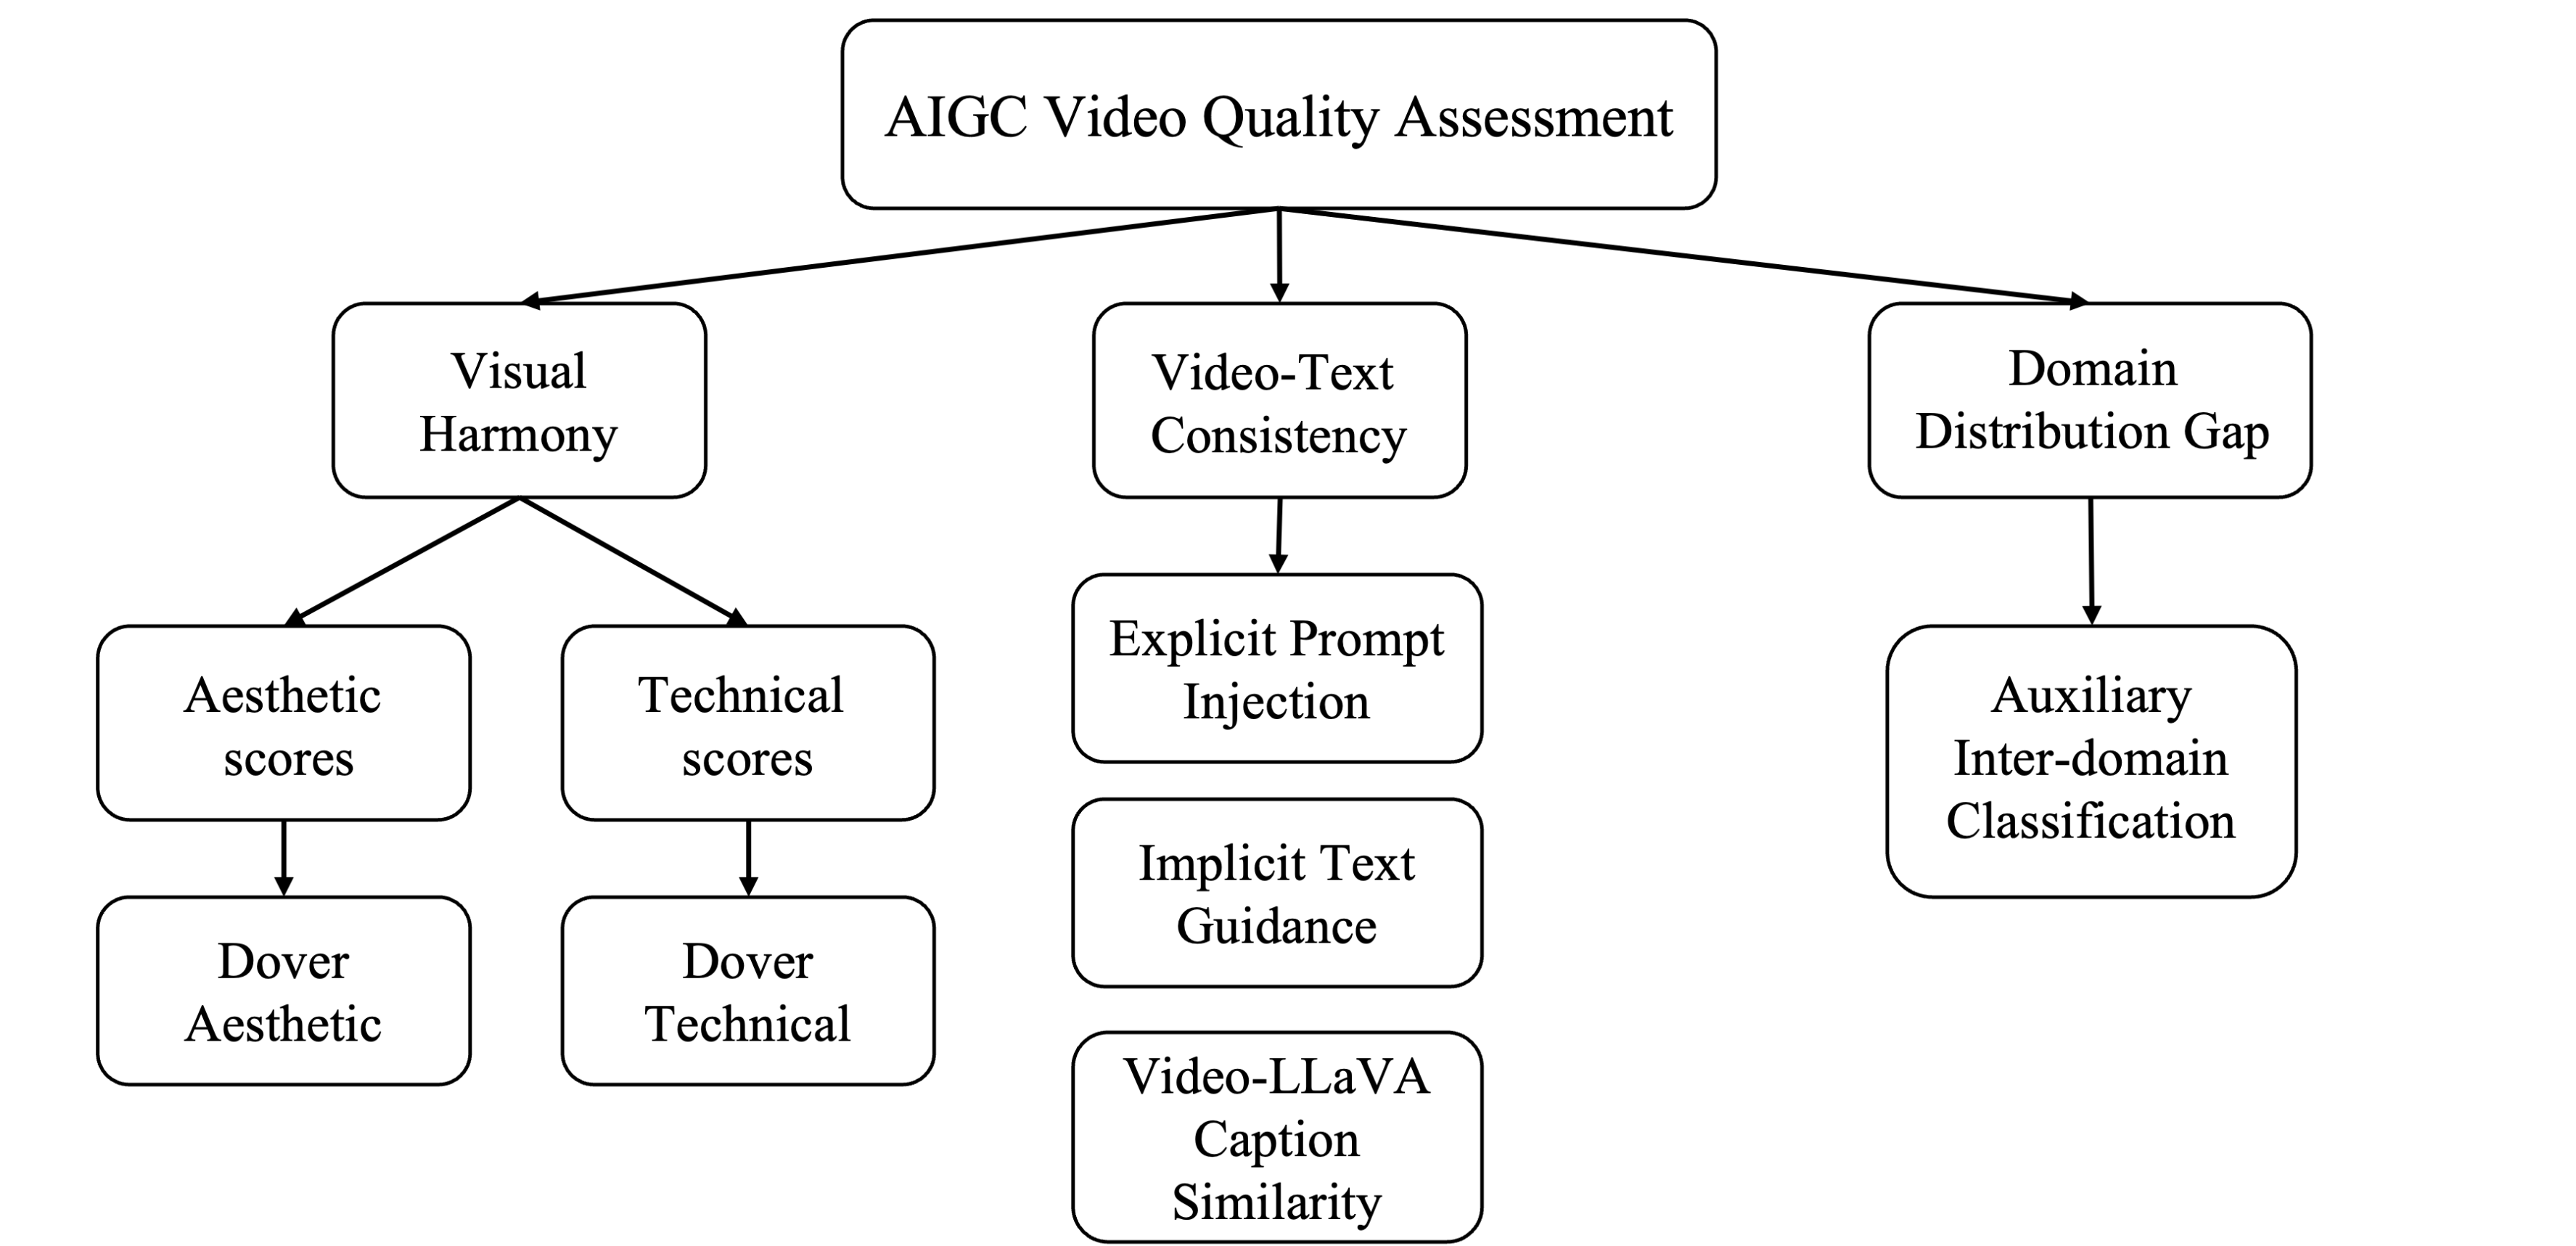 AIGC Video Quality Assessment
Visual
Harmony
Video-Text
Consistency
Domain
Distribution Gap
Aesthetic
scores
Technical
scores
Explicit Prompt
Injection
Auxiliary
Inter-domain
Classification
Implicit Text
Guidance
Dover
Aesthetic
Dover
Technical
Video-LLaVA
Caption
Similarity